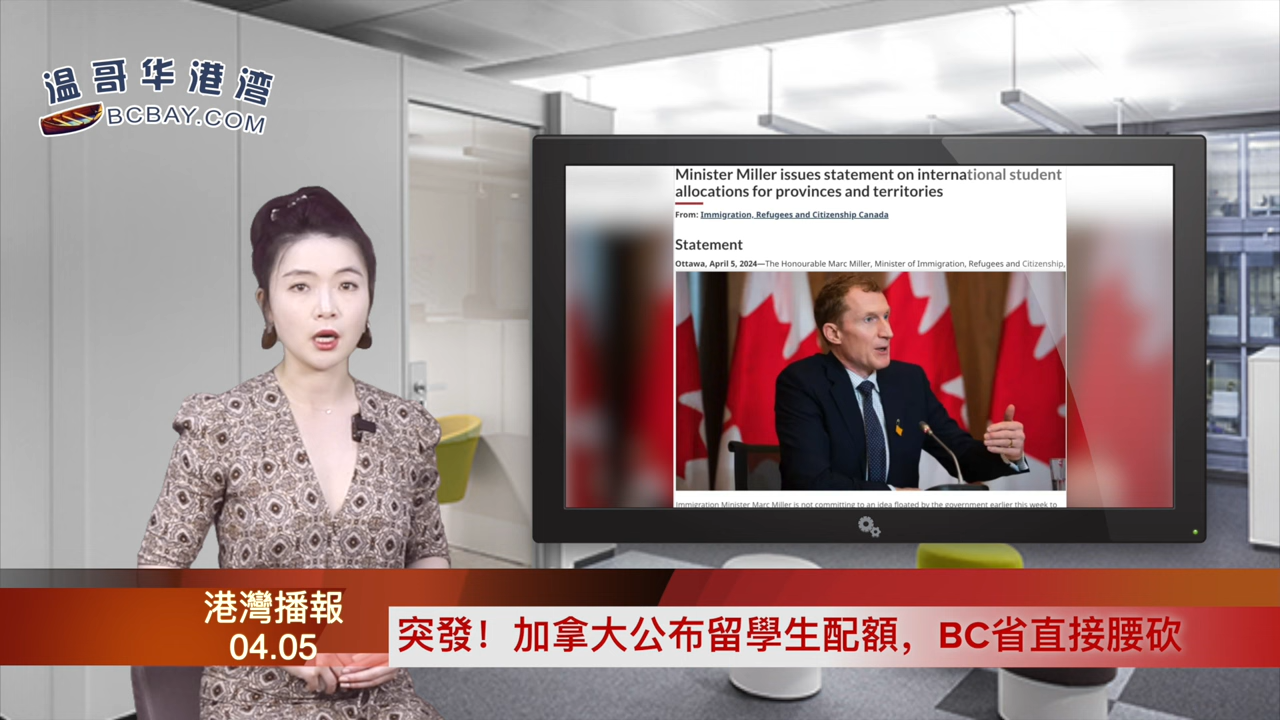 温哥华港湾
BCBAY.COM
Minister Miller issues statement on international student
allocations for provinces and territories
From: Immigration, Refugees and Citizenship Canada
Statement
Ottawa, April 5, 2024—The Honourable Marc Miller, Minister of Immigration, Refugees and Citizenship,
Immigration Minister Marc Miller is not committing to an idea floated by the government earlier this week to
港灣播報
04.05
突發！加拿大公布留學生配額，BC省直接腰砍